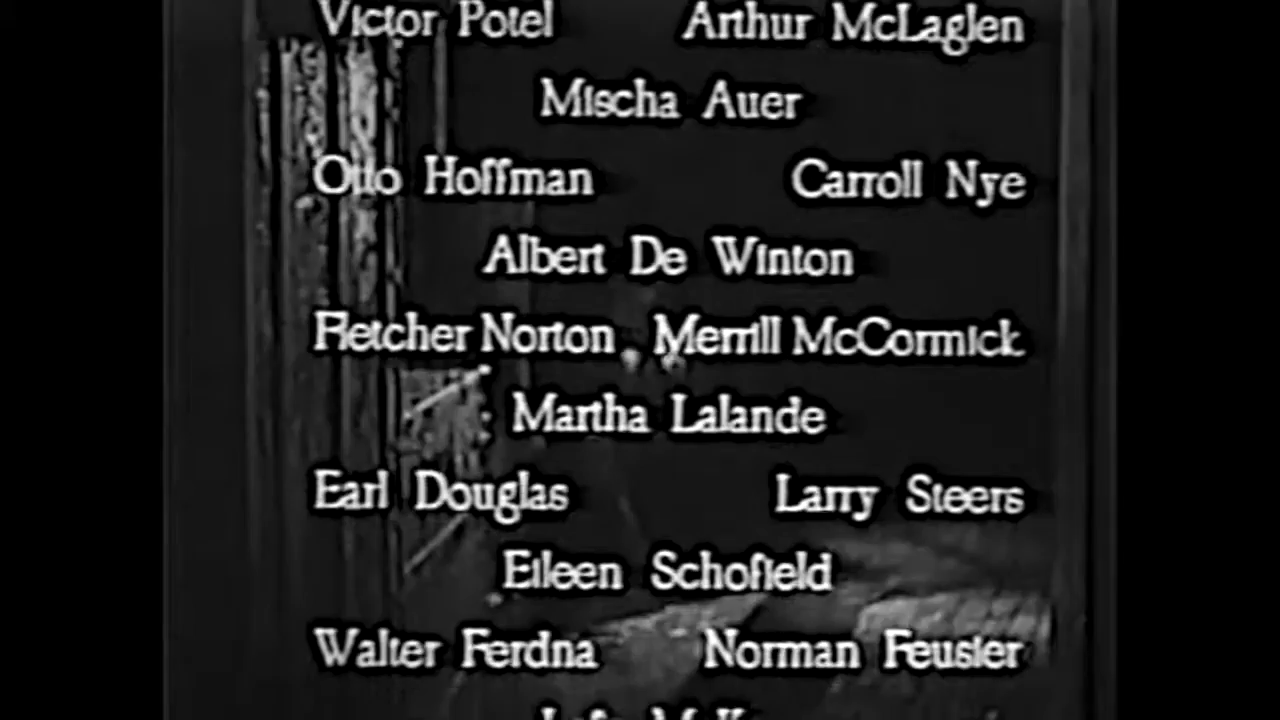 Victor Potel Arthur McLaglen
Mischa Auer
Otto Hoffman Carroll Nye
Albert De Winton
Fletcher Norton Merrill McCormick
Martha Lalande
Earl Douglas Larry Steers
Eileen Schofield
Walter Ferdna Norman Feusier